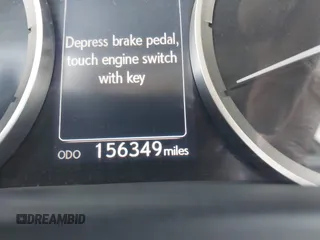 Depress brake pedal,
touch engine switch
with key
ODO 156349 miles
DREAMBID